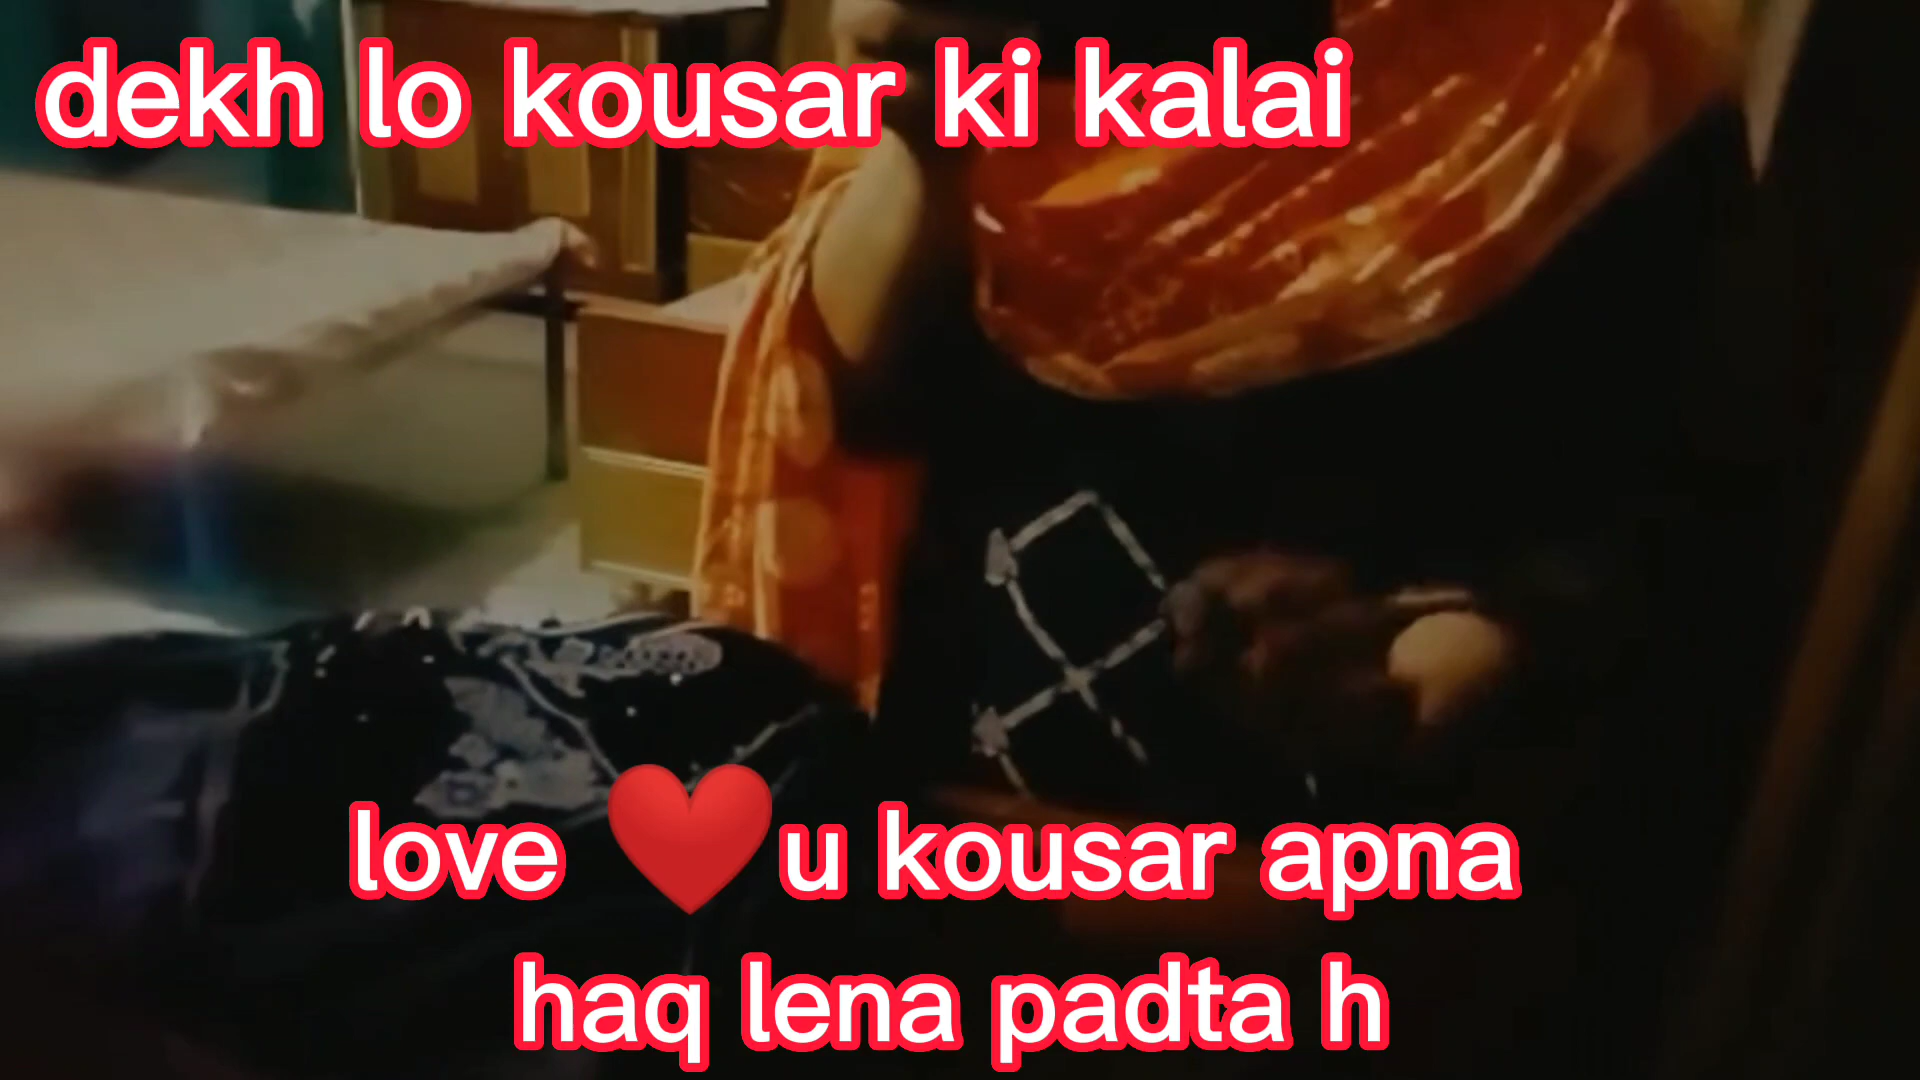 dekh lo kousar ki kalai
love ❤️u kousar apna
haq lena padta h